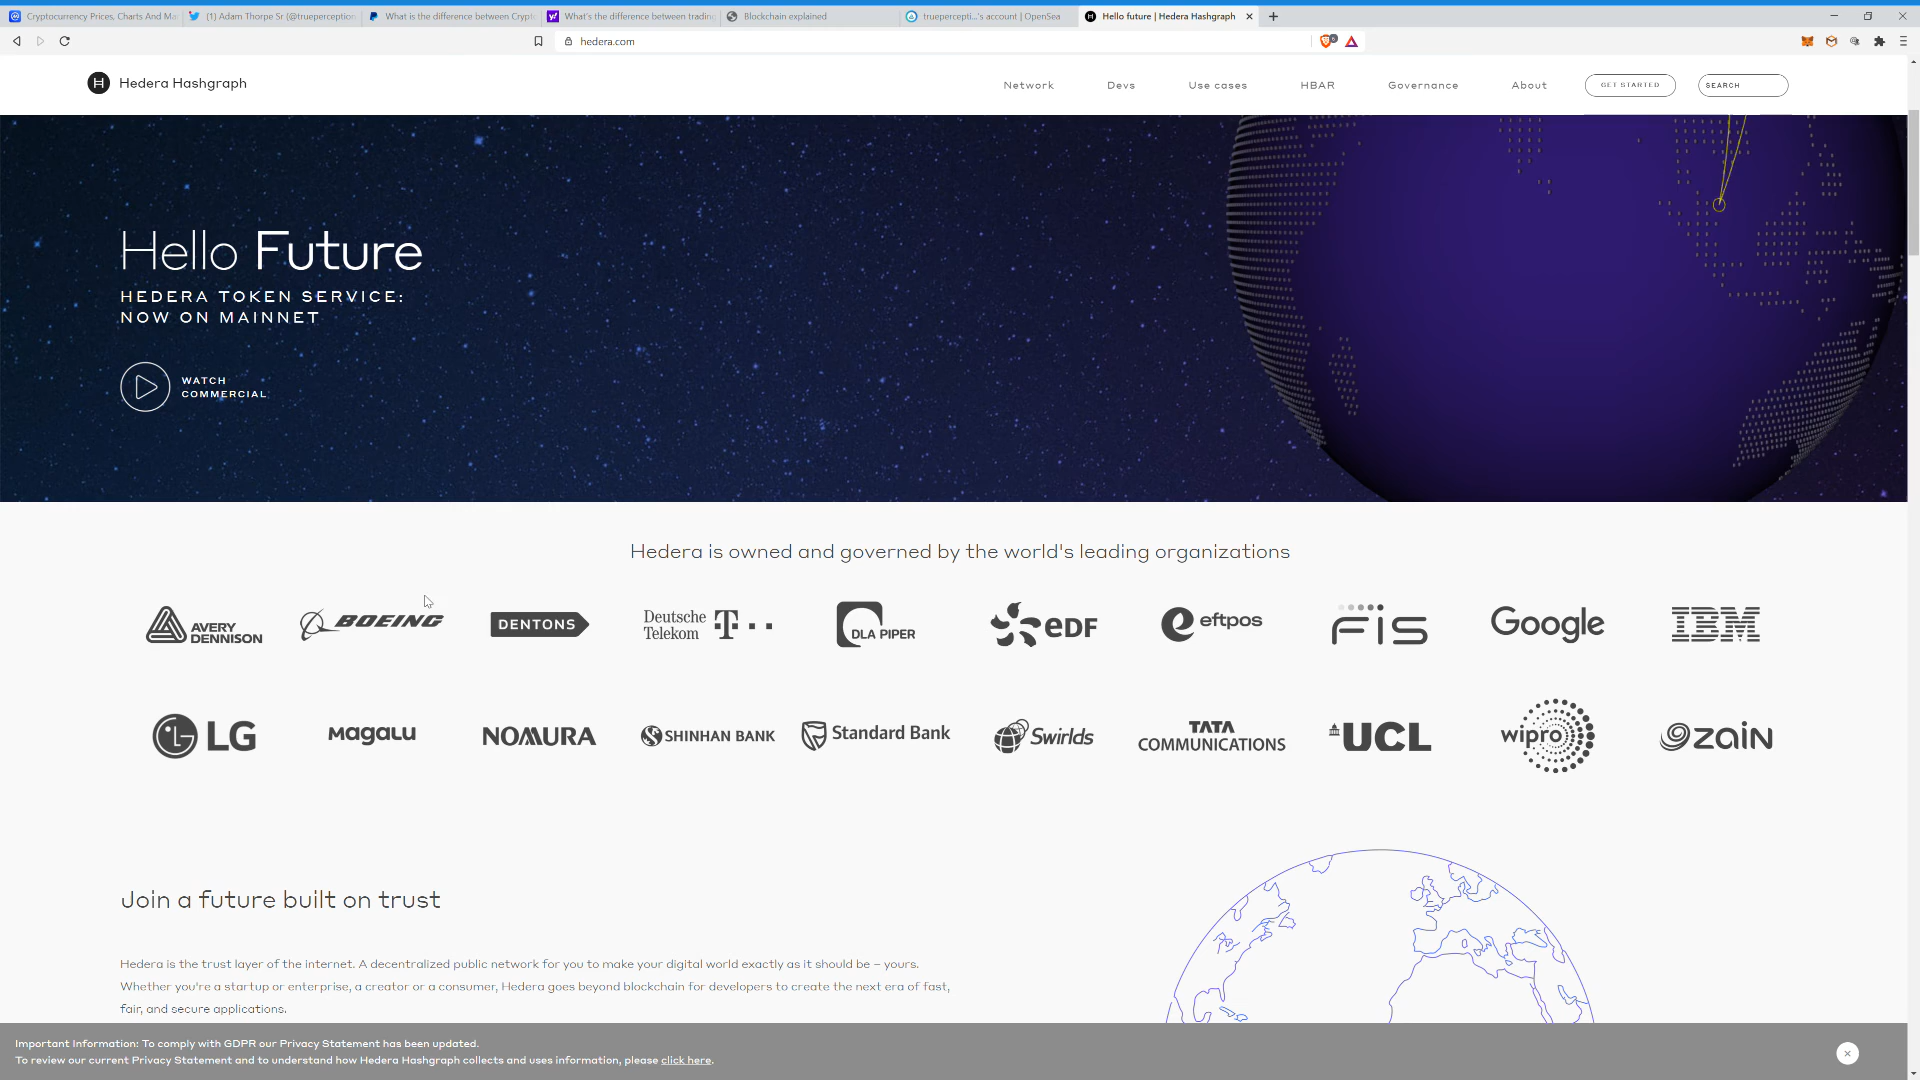 Cryptocurrency Prices, Charts And Ma
(1) Adam Thorpe Sr (@trueperception
What is the difference between Crypt
What's the difference between trading
Blockchain explained
truepercepti...'s account | OpenSea
Hello future | Hedera Hashgraph
hedera.com
6
H
Hedera Hashgraph
Network
Devs
Use cases
HBAR
Governance
About
GET STARTED
SEARCH
Hello Future
HEDERA TOKEN SERVICE:
NOW ON MAINNET
WATCH
COMMERCIAL
Hedera is owned and governed by the world's leading organizations
AVERY
DENNISON
BOEING
DENTONS
Deutsche
Telekom T
DLA PIPER
eDF
eftpos
FIS
Google
IBM
LG
MagaLu
NOMURA
SHINHAN BANK
Standard Bank
Swirlds
TATA
COMMUNICATIONS
UCL
wipro
zain
Join a future built on trust
Hedera is the trust layer of the internet. A decentralized public network for you to make your digital world exactly as it should be – yours.
Whether you're a startup or enterprise, a creator or a consumer, Hedera goes beyond blockchain for developers to create the next era of fast,
fair, and secure applications.
Important Information: To comply with GDPR our Privacy Statement has been updated.
To review our current Privacy Statement and to understand how Hedera Hashgraph collects and uses information, please click here.